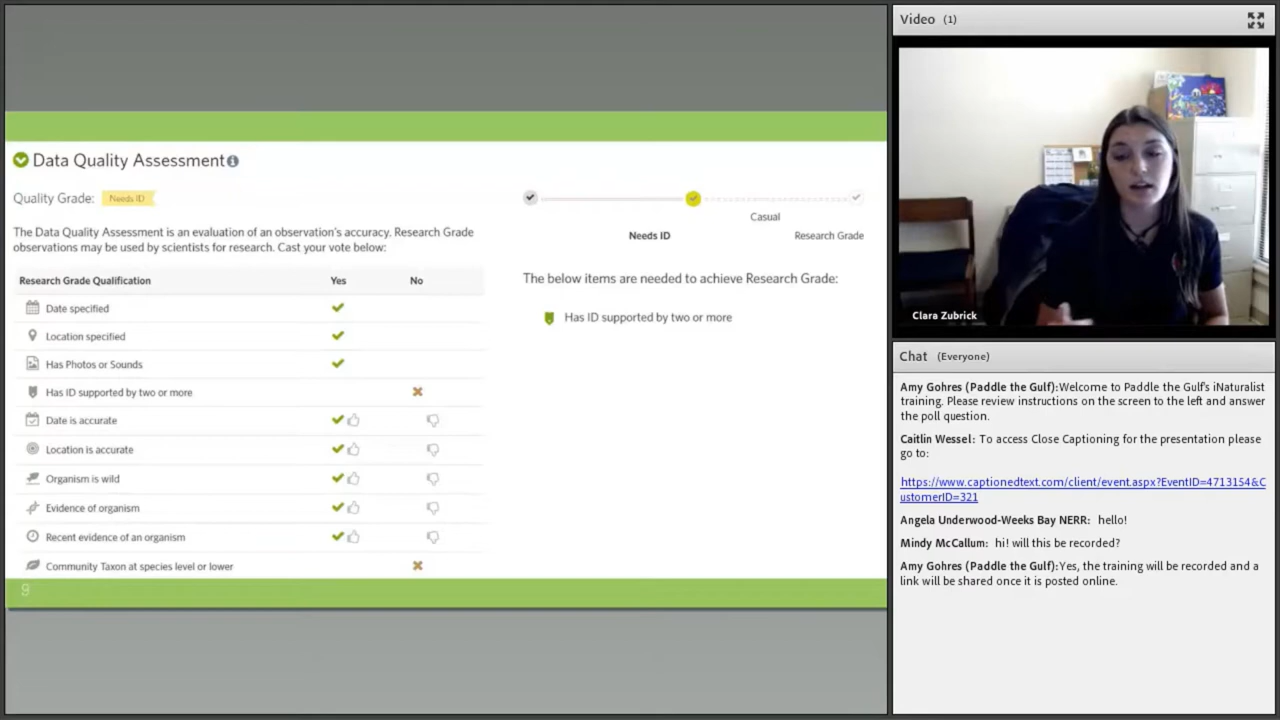 Data Quality Assessment
Quality Grade: Needs ID
The Data Quality Assessment is an evaluation of an observation's accuracy. Research Grade
observations may be used by scientists for research. Cast your vote below:
Research Grade Qualification Yes No
Date specified
Location specified
Has Photos or Sounds
Has ID supported by two or more
Date is accurate
Location is accurate
Organism is wild
Evidence of organism
Recent evidence of an organism
Community Taxon at species level or lower
9
Casual
Needs ID Research Grade
The below items are needed to achieve Research Grade:
Has ID supported by two or more
Video (1)
Clara Zubrick
Chat (Everyone)
Amy Gohres (Paddle the Gulf):Welcome to Paddle the Gulf's iNaturalist
training. Please review instructions on the screen to the left and answer
the poll question.
Caitlin Wessel: To access Close Captioning for the presentation please
go to:
https://www.captionedtext.com/client/event.aspx?EventID=4713154&C
ustomerID=321
Angela Underwood-Weeks Bay NERR: hello!
Mindy McCallum: hi! will this be recorded?
Amy Gohres (Paddle the Gulf):Yes, the training will be recorded and a
link will be shared once it is posted online.